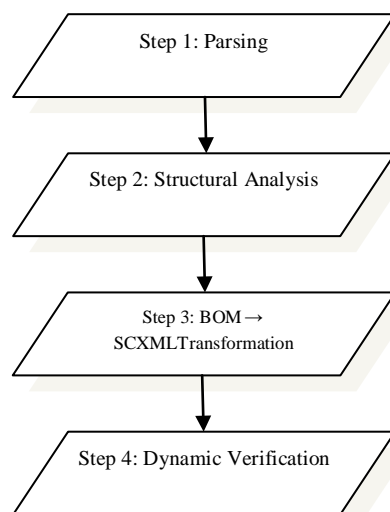 Step 1: Parsing
Step 2: Structural Analysis
Step 3: BOM→
SCXMLTransformation
Step 4: Dynamic Verification